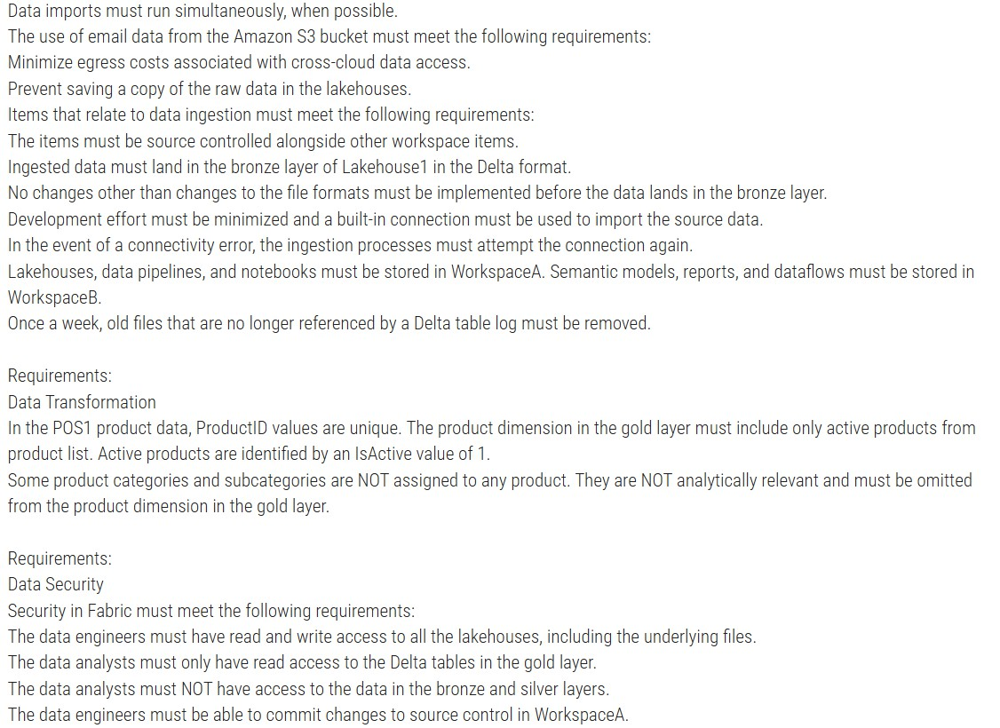 Data imports must run simultaneously, when possible.
The use of email data from the Amazon S3 bucket must meet the following requirements:
Minimize egress costs associated with cross-cloud data access.
Prevent saving a copy of the raw data in the lakehouses.
Items that relate to data ingestion must meet the following requirements:
The items must be source controlled alongside other workspace items.
Ingested data must land in the bronze layer of Lakehouse1 in the Delta format.
No changes other than changes to the file formats must be implemented before the data lands in the bronze layer.
Development effort must be minimized and a built-in connection must be used to import the source data.
In the event of a connectivity error, the ingestion processes must attempt the connection again.
Lakehouses, data pipelines, and notebooks must be stored in WorkspaceA. Semantic models, reports, and dataflows must be stored in
WorkspaceB.
Once a week, old files that are no longer referenced by a Delta table log must be removed.
Requirements:
Data Transformation
In the POS1 product data, ProductID values are unique. The product dimension in the gold layer must include only active products from
product list. Active products are identified by an IsActive value of 1.
Some product categories and subcategories are NOT assigned to any product. They are NOT analytically relevant and must be omitted
from the product dimension in the gold layer.
Requirements:
Data Security
Security in Fabric must meet the following requirements:
The data engineers must have read and write access to all the lakehouses, including the underlying files.
The data analysts must only have read access to the Delta tables in the gold layer.
The data analysts must NOT have access to the data in the bronze and silver layers.
The data engineers must be able to commit changes to source control in WorkspaceA.